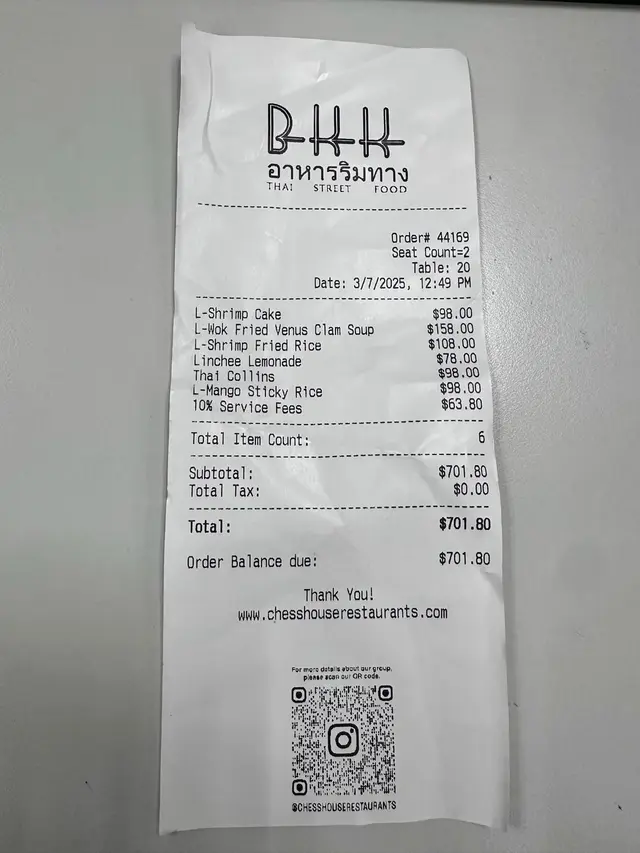 BKK
อาหารริมทาง
THAI STREET FOOD
Order# 44169
Seat Count=2
Table: 20
Date: 3/7/2025, 12:49 PM
L-Shrimp Cake $98.00
L-Wok Fried Venus Clam Soup $158.00
L-Shrimp Fried Rice $108.00
Linchee Lemonade $78.00
Thai Collins $98.00
L-Mango Sticky Rice $98.00
10% Service Fees $63.80
Total Item Count: 6
Subtotal: $701.80
Total Tax: $0.00
Total: $701.80
Order Balance due: $701.80
Thank You!
www.chesshouserestaurants.com
For more details about our group,
please scan our QR code.
@CHESSHOUSERESTAURANTS